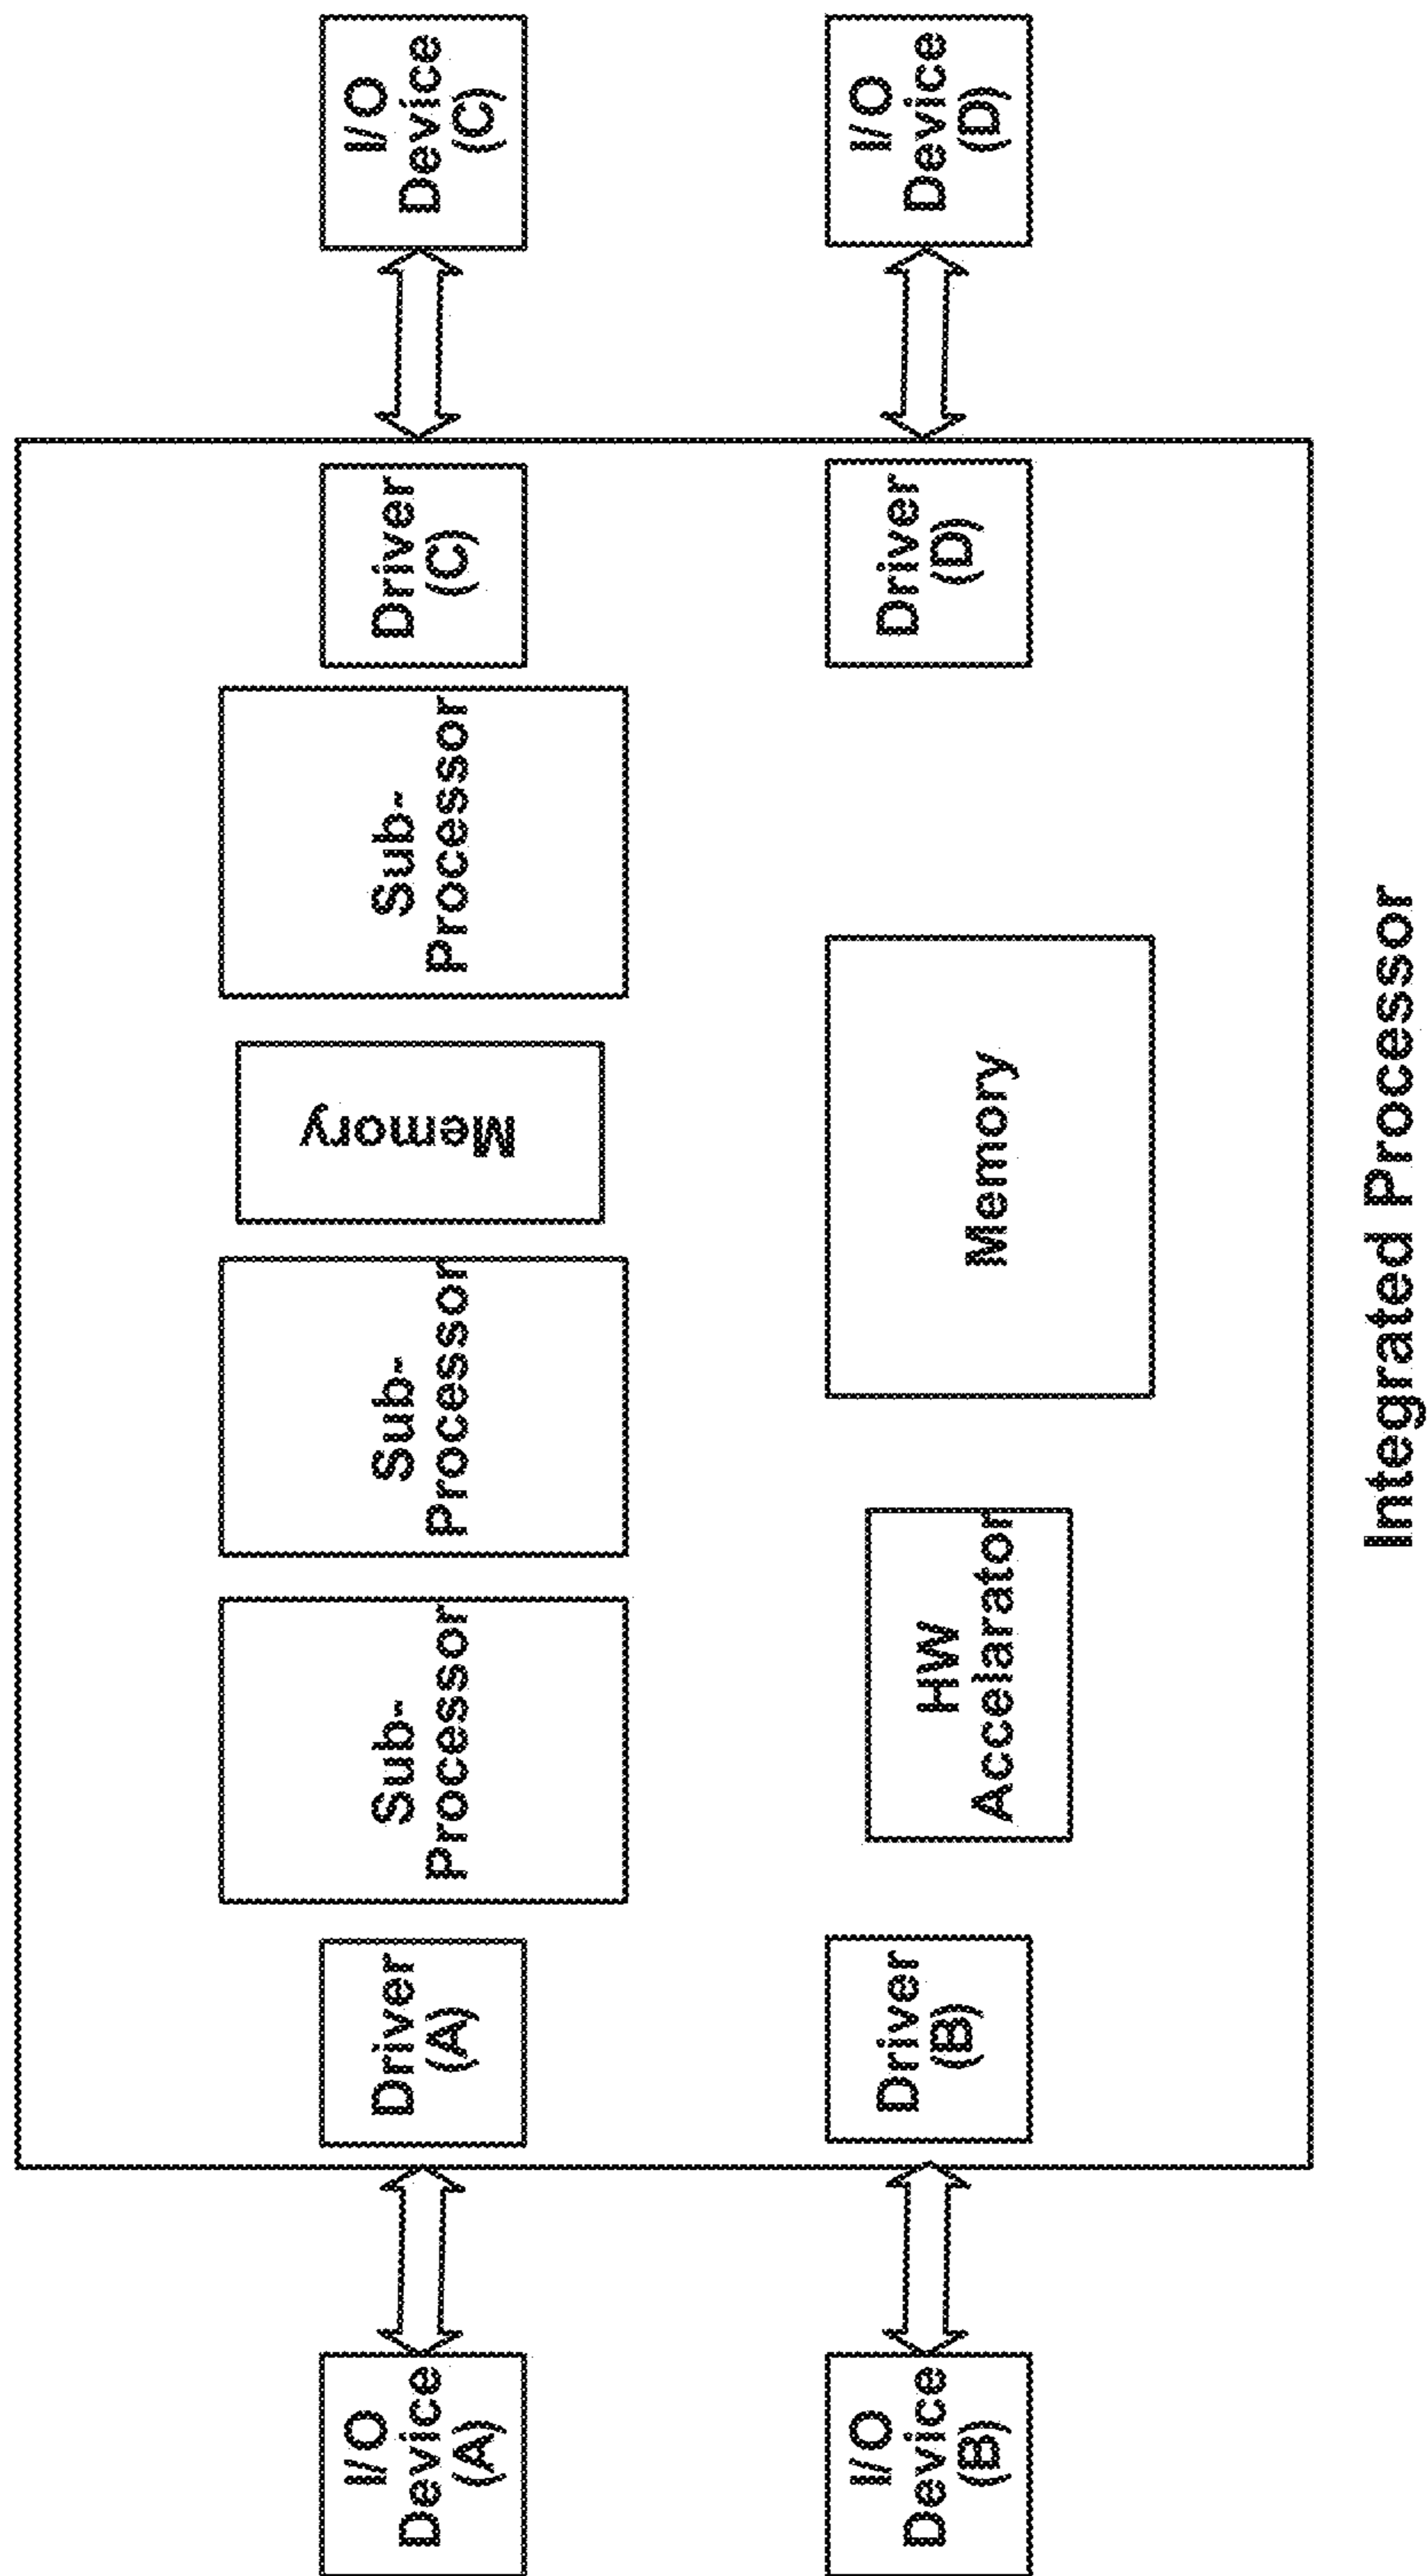 I/O
Device
(A)
Driver
(A)
Sub-
Processor
Sub-
Processor
Memory
Sub-
Processor
Driver
(C)
I/O
Device
(C)
I/O
Device
(B)
Driver
(B)
HW
Accelarator
Memory
Driver
(D)
I/O
Device
(D)
Integrated Processor